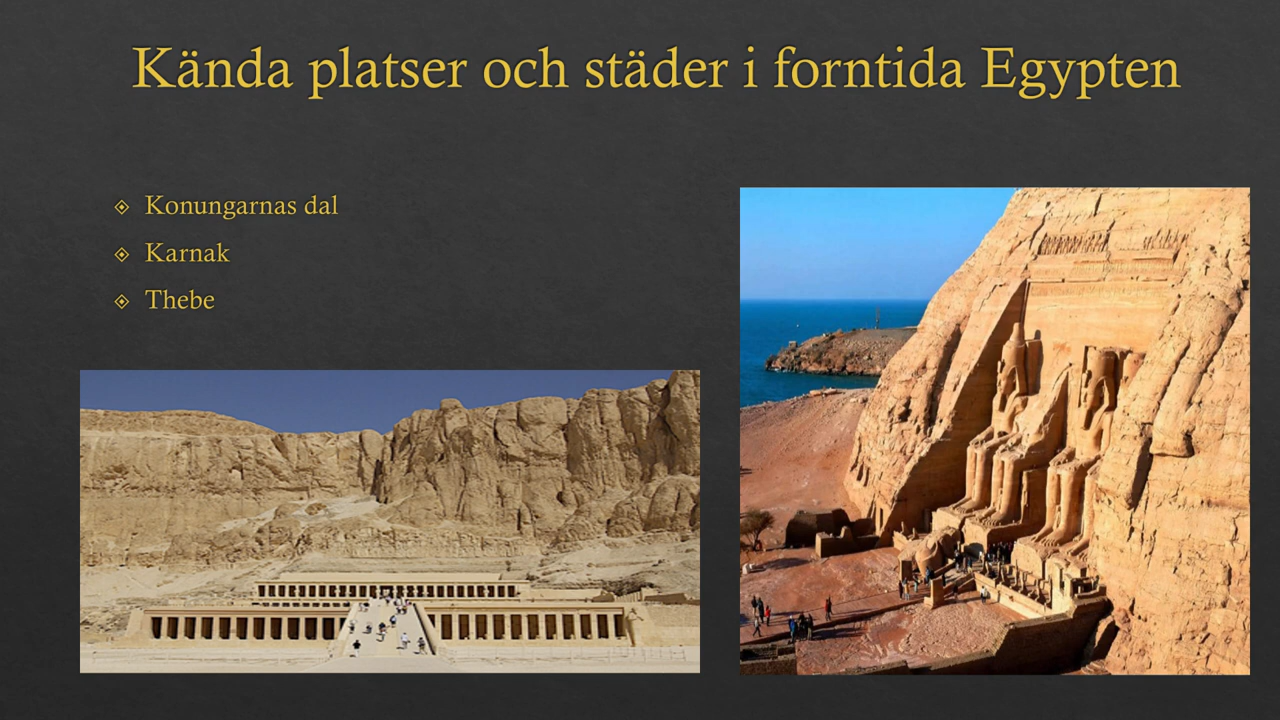 Kända platser och städer i forntida Egypten
Konungarnas dal
Karnak
Thebe